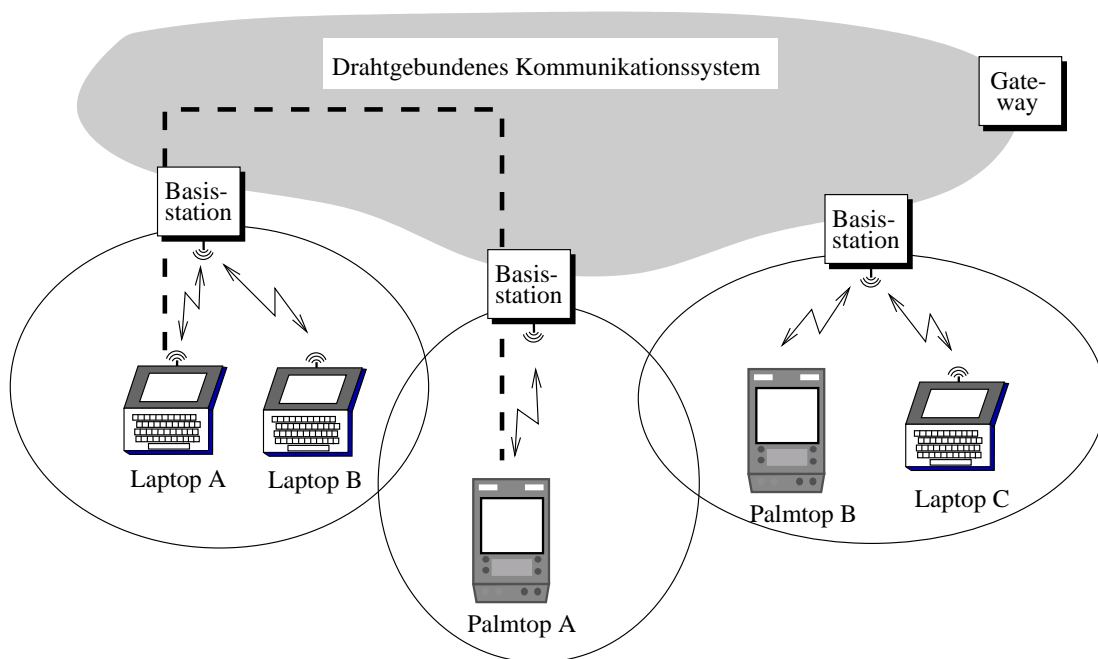 Drahtgebundenes Kommunikationssystem
Gate-
way
Basis-
station
Basis-
station
Basis-
station
Laptop A
Laptop B
Palmtop B
Laptop C
Palmtop A